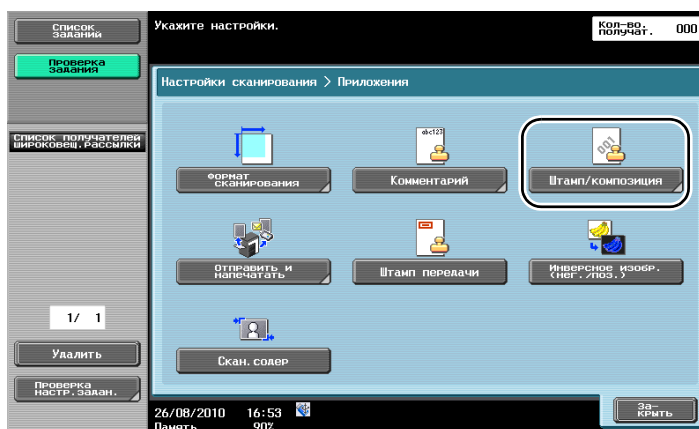 Список
заданий
Укажите настройки.
Кол-во.
получат.
000
Проверка
задания
Настройки сканирования > Приложения
Список получателей
широковещ.рассылки
abc123
001
Формат
сканирования
Комментарий
Штамп/композиция
Отправить и
напечатать
Штамп передачи
Инверсное изобр.
(нег./поз.)
1/ 1
Удалить
Скан.содер
Проверка
настр.задан.
26/08/2010 16:53
Память 90%
За-
крыть